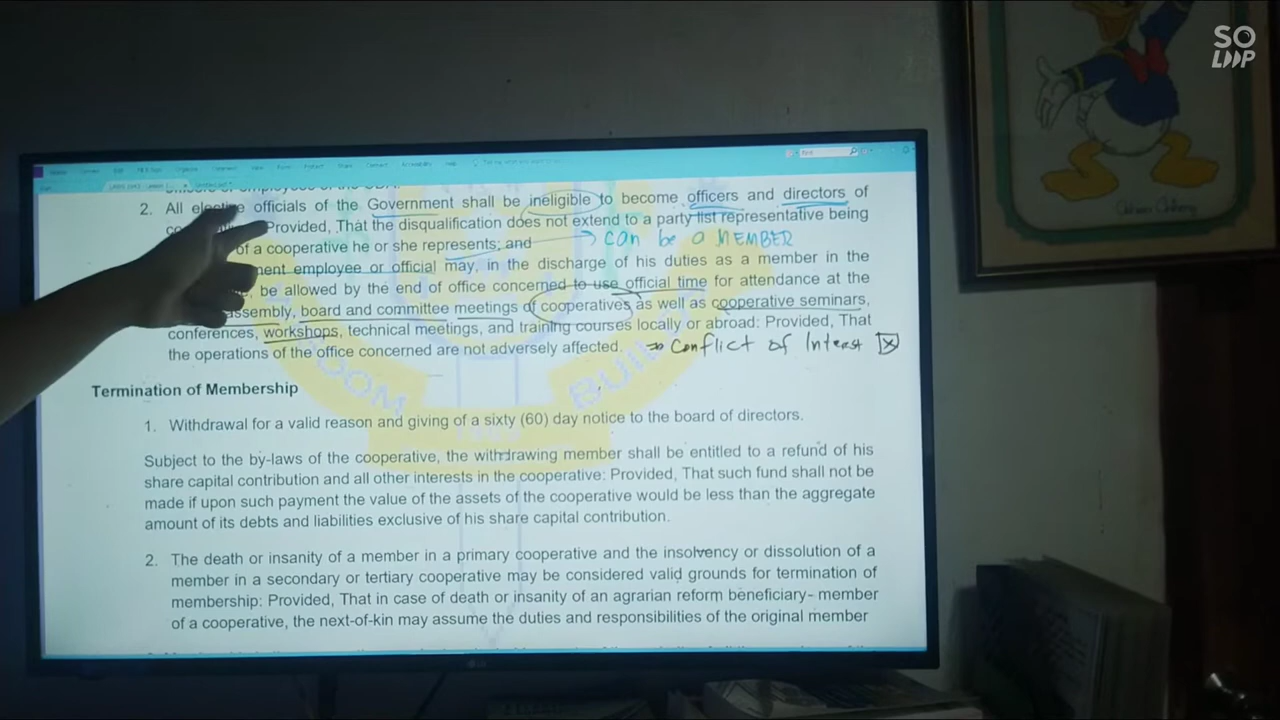 SO
LOOP
2. All elective officials of the Government shall be ineligible to become officers and directors of
Provided, That the disqualification does not extend to a party list representative being
of a cooperative he or she represents; and
can be a MEMBER
employee or official may, in the discharge of his duties as a member in the
be allowed by the end of office concerned to use official time for attendance at the
assembly, board and committee meetings of cooperatives as well as cooperative seminars,
conferences, workshops, technical meetings, and training courses locally or abroad: Provided, That
the operations of the office concerned are not adversely affected.
⇒ Conflict of Interest
Termination of Membership
1. Withdrawal for a valid reason and giving of a sixty (60) day notice to the board of directors.
Subject to the by-laws of the cooperative, the withdrawing member shall be entitled to a refund of his
share capital contribution and all other interests in the cooperative: Provided, That such fund shall not be
made if upon such payment the value of the assets of the cooperative would be less than the aggregate
amount of its debts and liabilities exclusive of his share capital contribution.
2. The death or insanity of a member in a primary cooperative and the insolvency or dissolution of a
member in a secondary or tertiary cooperative may be considered valid grounds for termination of
membership: Provided, That in case of death or insanity of an agrarian reform beneficiary- member
of a cooperative, the next-of-kin may assume the duties and responsibilities of the original member
LG